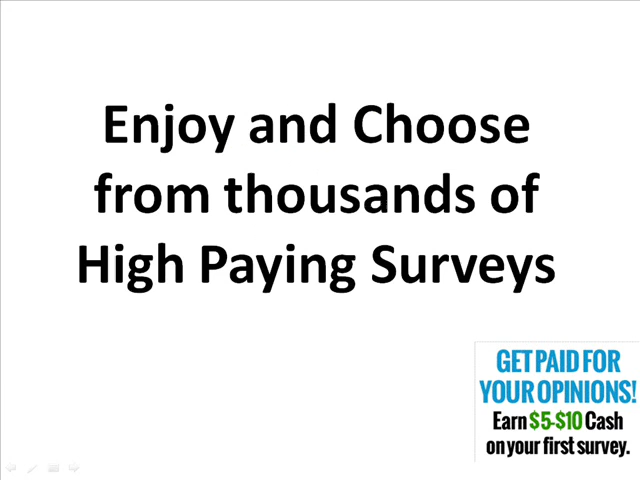 Enjoy and Choose
from thousands of
High Paying Surveys
GET PAID FOR
YOUR OPINIONS!
Earn $5-$10 Cash
on your first survey.